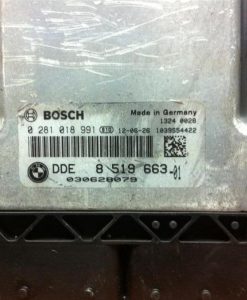 BOSCH
Made in Germany
1324 0028
0 281 018 991 12-06-26 1039554422
DDE 8 519 663-01
030628079